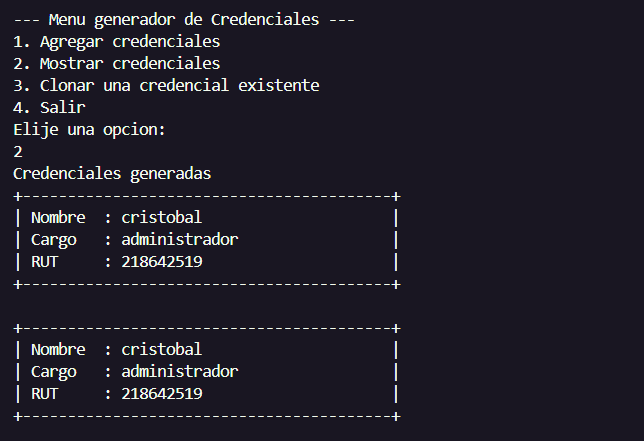 --- Menu generador de Credenciales ---
1. Agregar credenciales
2. Mostrar credenciales
3. Clonar una credencial existente
4. Salir
Elije una opcion:
2
Credenciales generadas
+-----------------------------------------+
| Nombre  : cristobal                     |
| Cargo   : administrador                 |
| RUT     : 218642519                     |
+-----------------------------------------+

+-----------------------------------------+
| Nombre  : cristobal                     |
| Cargo   : administrador                 |
| RUT     : 218642519                     |
+-----------------------------------------+